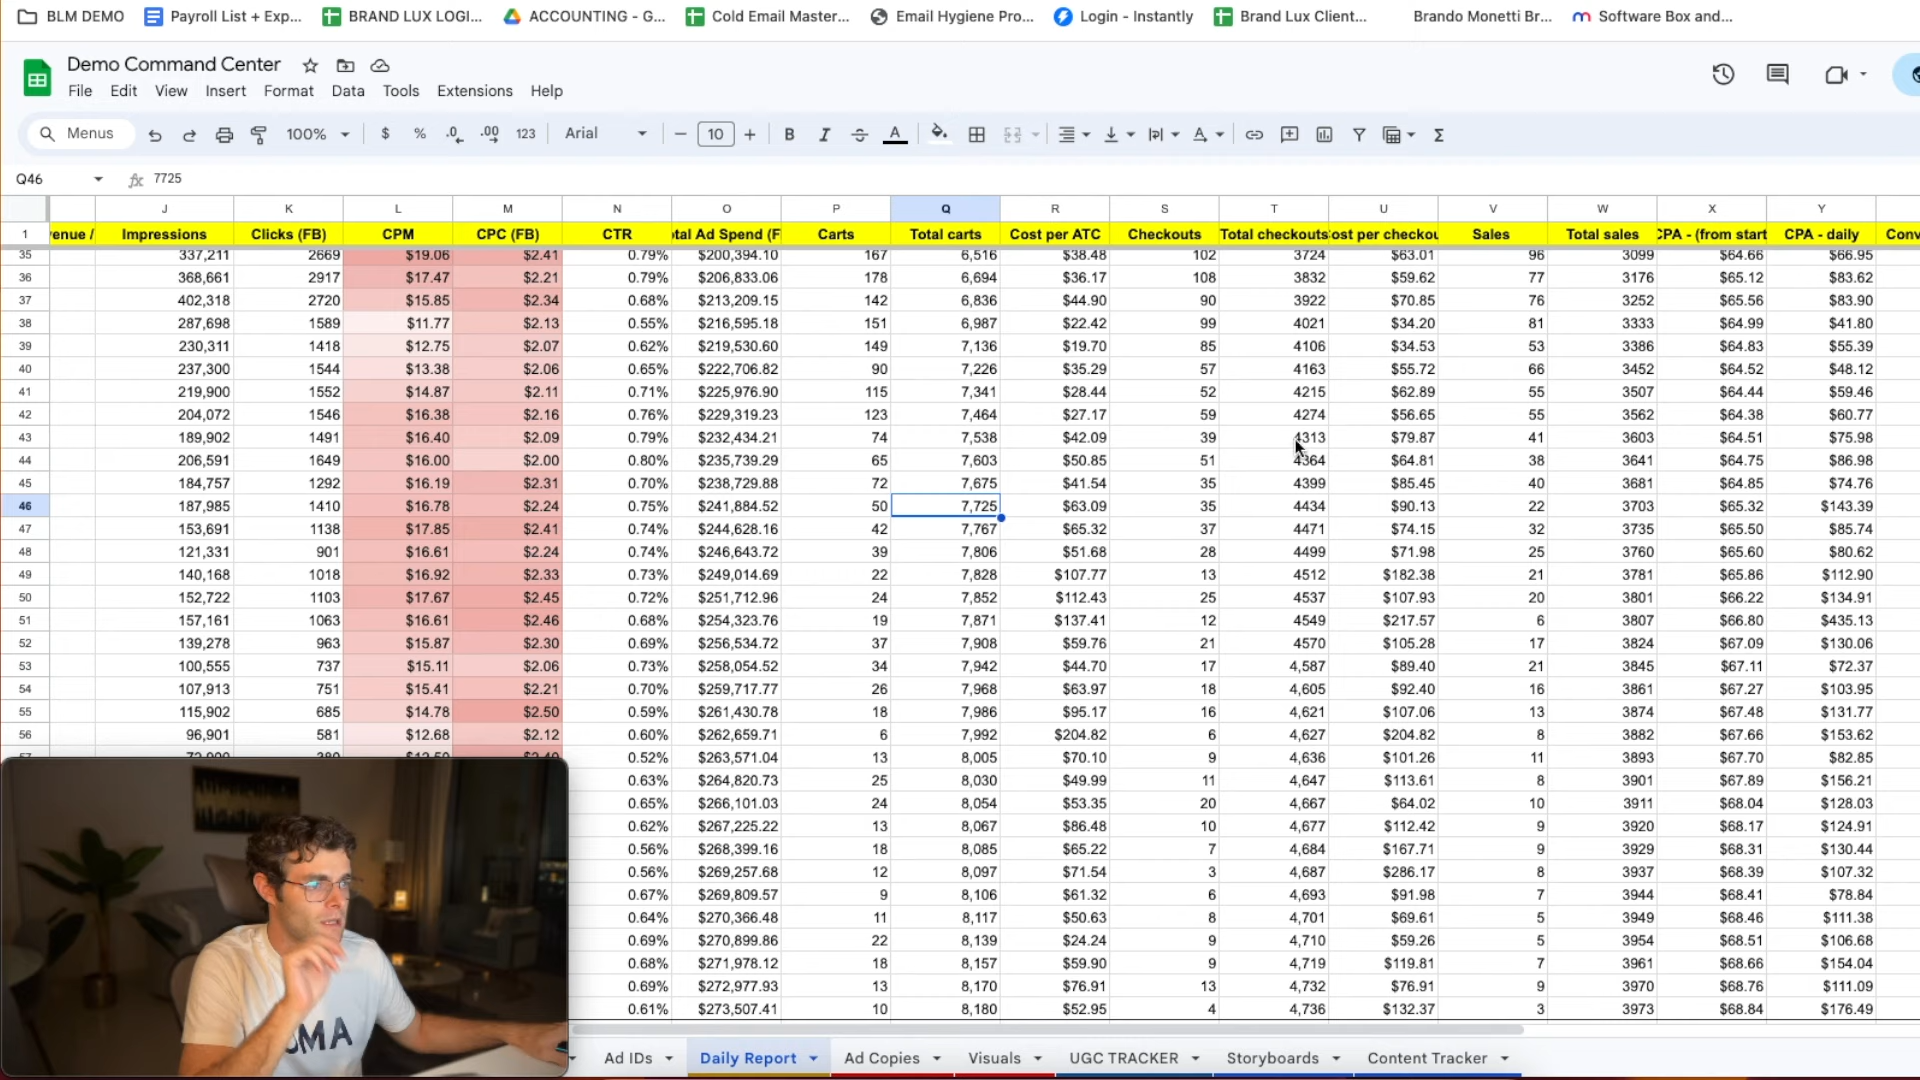 BLM DEMO Payroll List + Exp... BRAND LUX LOGI... ACCOUNTING - G... Cold Email Master... Email Hygiene Pro... Login - Instantly Brand Lux Client... Brando Monetti Br... Software Box and...
Demo Command Center
File Edit View Insert Format Data Tools Extensions Help
Menus 100% $ % .0 .00 123 Arial 10 B I A
Q46 fx 7725
J K L M N O P Q R S T U V W X Y
1 venue / Impressions Clicks (FB) CPM CPC (FB) CTR otal Ad Spend (F Carts Total carts Cost per ATC Checkouts Total checkouts ost per checkou Sales Total sales CPA - (from start CPA - daily Conv
35 337,211 2669 $19.06 $2.41 0.79% $200,394.10 167 6,516 $38.48 102 3724 $63.01 96 3099 $64.66 $66.95
36 368,661 2917 $17.47 $2.21 0.79% $206,833.06 178 6,694 $36.17 108 3832 $59.62 77 3176 $65.12 $83.62
37 402,318 2720 $15.85 $2.34 0.68% $213,209.15 142 6,836 $44.90 90 3922 $70.85 76 3252 $65.56 $83.90
38 287,698 1589 $11.77 $2.13 0.55% $216,595.18 151 6,987 $22.42 99 4021 $34.20 81 3333 $64.99 $41.80
39 230,311 1418 $12.75 $2.07 0.62% $219,530.60 149 7,136 $19.70 85 4106 $34.53 53 3386 $64.83 $55.39
40 237,300 1544 $13.38 $2.06 0.65% $222,706.82 90 7,226 $35.29 57 4163 $55.72 66 3452 $64.52 $48.12
41 219,900 1552 $14.87 $2.11 0.71% $225,976.90 115 7,341 $28.44 52 4215 $62.89 55 3507 $64.44 $59.46
42 204,072 1546 $16.38 $2.16 0.76% $229,319.23 123 7,464 $27.17 59 4274 $56.65 55 3562 $64.38 $60.77
43 189,902 1491 $16.40 $2.09 0.79% $232,434.21 74 7,538 $42.09 39 4313 $79.87 41 3603 $64.51 $75.98
44 206,591 1649 $16.00 $2.00 0.80% $235,739.29 65 7,603 $50.85 51 4364 $64.81 38 3641 $64.75 $86.98
45 184,757 1292 $16.19 $2.31 0.70% $238,729.88 72 7,675 $41.54 35 4399 $85.45 40 3681 $64.85 $74.76
46 187,985 1410 $16.78 $2.24 0.75% $241,884.52 50 7,725 $63.09 35 4434 $90.13 22 3703 $65.32 $143.39
47 153,691 1138 $17.85 $2.41 0.74% $244,628.16 42 7,767 $65.32 37 4471 $74.15 32 3735 $65.50 $85.74
48 121,331 901 $16.61 $2.24 0.74% $246,643.72 39 7,806 $51.68 28 4499 $71.98 25 3760 $65.60 $80.62
49 140,168 1018 $16.92 $2.33 0.73% $249,014.69 22 7,828 $107.77 13 4512 $182.38 21 3781 $65.86 $112.90
50 152,722 1103 $17.67 $2.45 0.72% $251,712.96 24 7,852 $112.43 25 4537 $107.93 20 3801 $66.22 $134.91
51 157,161 1063 $16.61 $2.46 0.68% $254,323.76 19 7,871 $137.41 12 4549 $217.57 6 3807 $66.80 $435.13
52 139,278 963 $15.87 $2.30 0.69% $256,534.72 37 7,908 $59.76 21 4570 $105.28 17 3824 $67.09 $130.06
53 100,555 737 $15.11 $2.06 0.73% $258,054.52 34 7,942 $44.70 17 4,587 $89.40 21 3845 $67.11 $72.37
54 107,913 751 $15.41 $2.21 0.70% $259,717.77 26 7,968 $63.97 18 4,605 $92.40 16 3861 $67.27 $103.95
55 115,902 685 $14.78 $2.50 0.59% $261,430.78 18 7,986 $95.17 16 4,621 $107.06 13 3874 $67.48 $131.77
56 96,901 581 $12.68 $2.12 0.60% $262,659.71 6 7,992 $204.82 6 4,627 $204.82 8 3882 $67.66 $153.62
0.52% $263,571.04 13 8,005 $70.10 9 4,636 $101.26 11 3893 $67.70 $82.85
0.63% $264,820.73 25 8,030 $49.99 11 4,647 $113.61 8 3901 $67.89 $156.21
0.65% $266,101.03 24 8,054 $53.35 20 4,667 $64.02 10 3911 $68.04 $128.03
0.62% $267,225.22 13 8,067 $86.48 10 4,677 $112.42 9 3920 $68.17 $124.91
0.56% $268,399.16 18 8,085 $65.22 7 4,684 $167.71 9 3929 $68.31 $130.44
0.56% $269,257.68 12 8,097 $71.54 3 4,687 $286.17 8 3937 $68.39 $107.32
0.67% $269,809.57 9 8,106 $61.32 6 4,693 $91.98 7 3944 $68.41 $78.84
0.64% $270,366.48 11 8,117 $50.63 8 4,701 $69.61 5 3949 $68.46 $111.38
0.69% $270,899.86 22 8,139 $24.24 9 4,710 $59.26 5 3954 $68.51 $106.68
0.68% $271,978.12 18 8,157 $59.90 9 4,719 $119.81 7 3961 $68.66 $154.04
0.69% $272,977.93 13 8,170 $76.91 13 4,732 $76.91 9 3970 $68.76 $111.09
0.61% $273,507.41 10 8,180 $52.95 4 4,736 $132.37 3 3973 $68.84 $176.49
Ad IDs Daily Report Ad Copies Visuals UGC TRACKER Storyboards Content Tracker